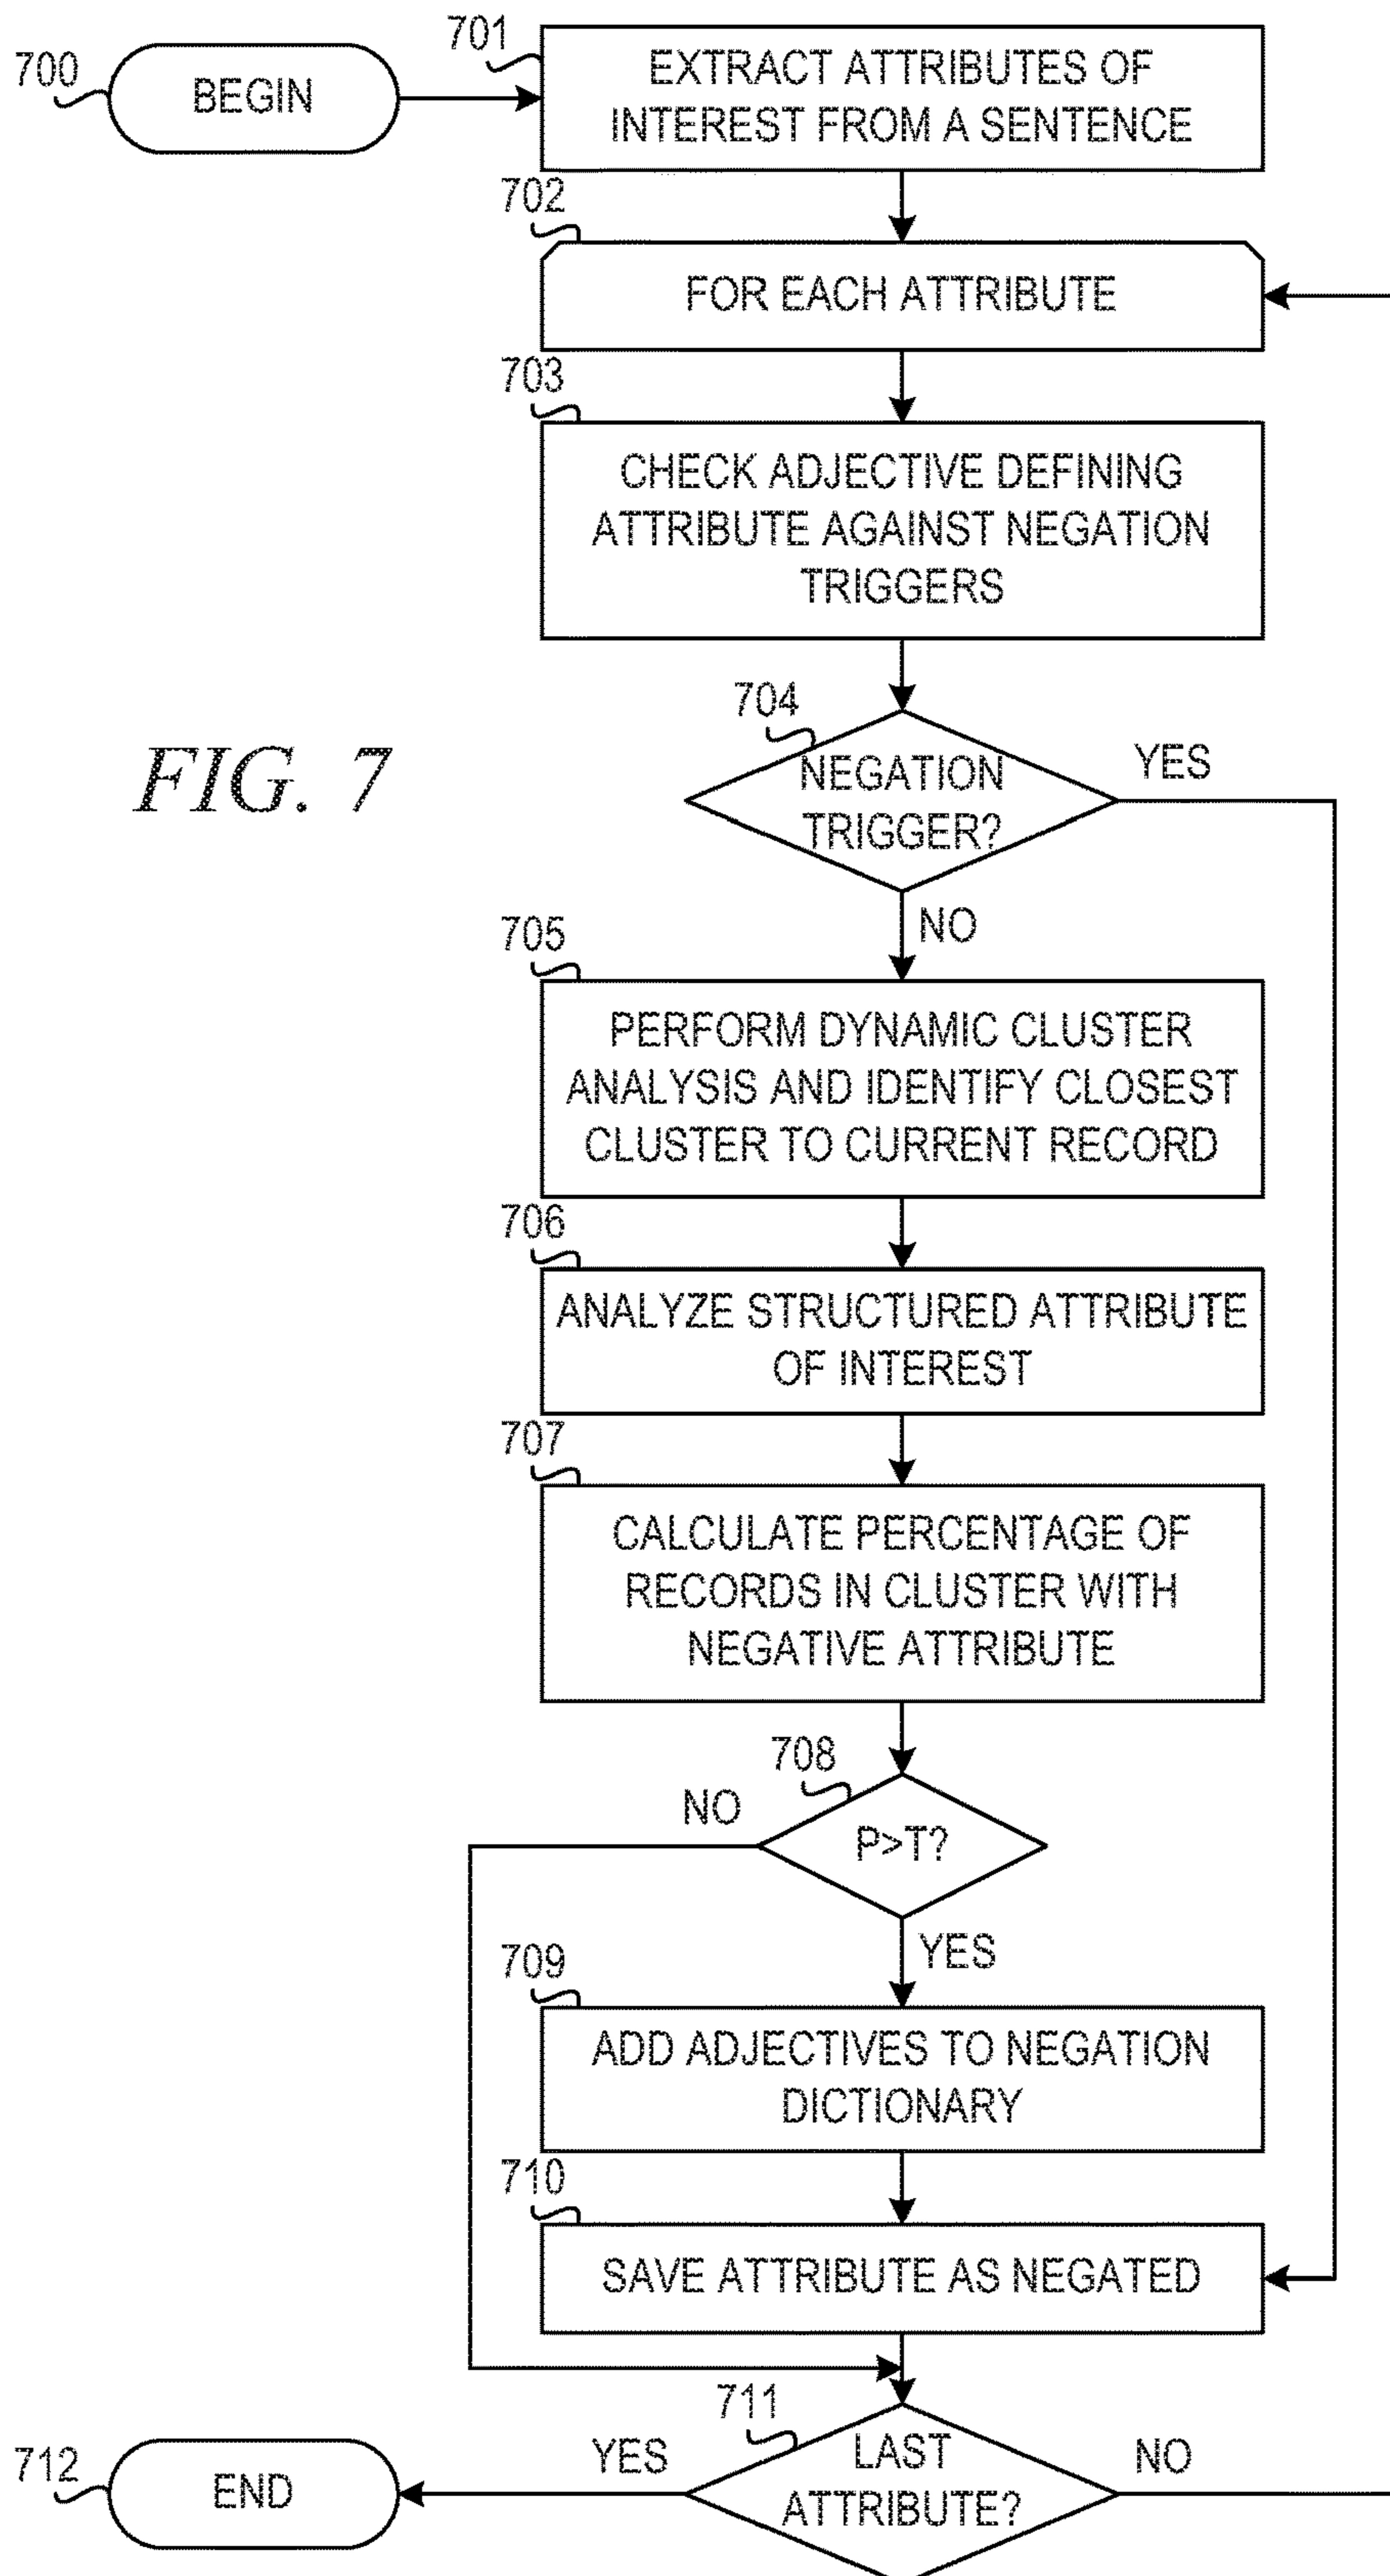 700
BEGIN
701
EXTRACT ATTRIBUTES OF
INTEREST FROM A SENTENCE
702
FOR EACH ATTRIBUTE
703
CHECK ADJECTIVE DEFINING
ATTRIBUTE AGAINST NEGATION
TRIGGERS
FIG. 7
704
NEGATION
TRIGGER?
YES
NO
705
PERFORM DYNAMIC CLUSTER
ANALYSIS AND IDENTIFY CLOSEST
CLUSTER TO CURRENT RECORD
706
ANALYZE STRUCTURED ATTRIBUTE
OF INTEREST
707
CALCULATE PERCENTAGE OF
RECORDS IN CLUSTER WITH
NEGATIVE ATTRIBUTE
708
NO
P>T?
YES
709
ADD ADJECTIVES TO NEGATION
DICTIONARY
710
SAVE ATTRIBUTE AS NEGATED
711
LAST
ATTRIBUTE?
YES
NO
712
END